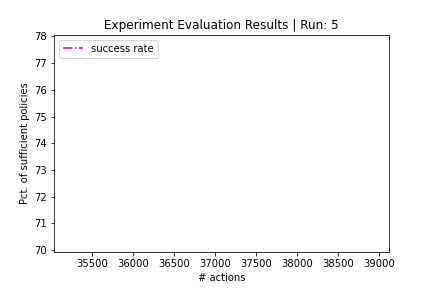 Experiment Evaluation Results | Run: 5
success rate
Pct. of sufficient policies
78
77
76
75
74
73
72
71
70
35500 36000 36500 37000 37500 38000 38500 39000
# actions